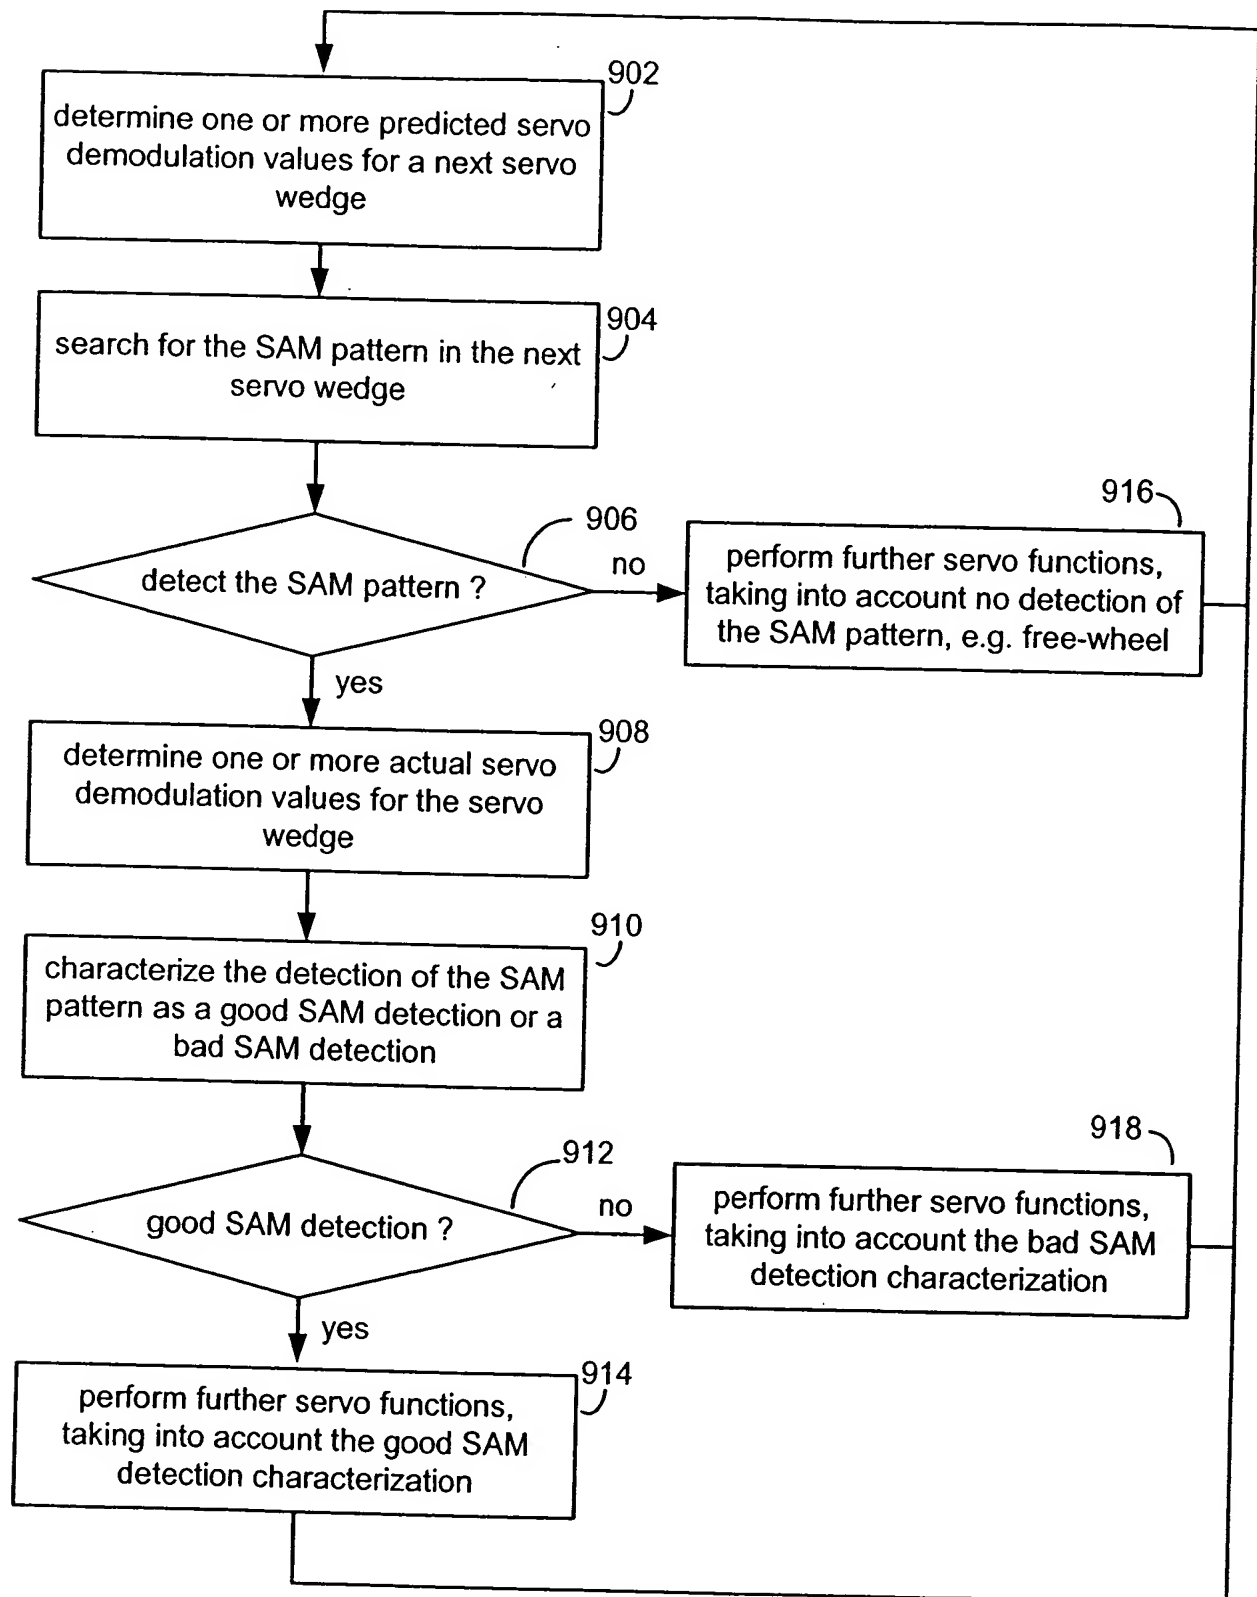 902
determine one or more predicted servo
demodulation values for a next servo
wedge
904
search for the SAM pattern in the next
servo wedge
906
detect the SAM pattern ?
no
916
perform further servo functions,
taking into account no detection of
the SAM pattern, e.g. free-wheel
yes
908
determine one or more actual servo
demodulation values for the servo
wedge
910
characterize the detection of the SAM
pattern as a good SAM detection or a
bad SAM detection
912
good SAM detection ?
no
918
perform further servo functions,
taking into account the bad SAM
detection characterization
yes
914
perform further servo functions,
taking into account the good SAM
detection characterization